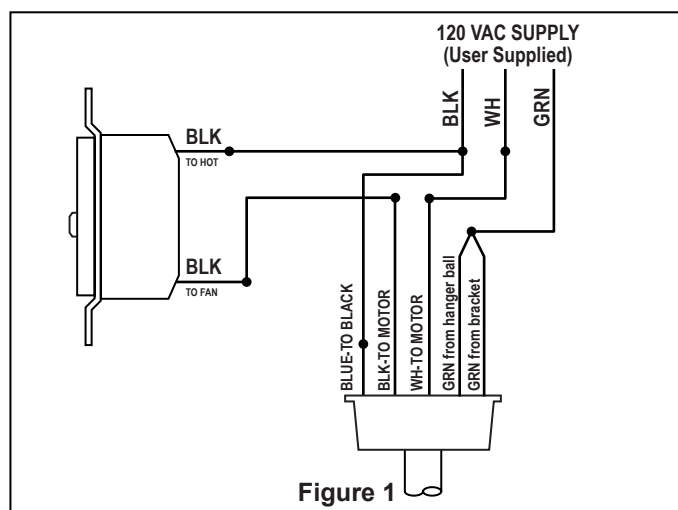 120 VAC SUPPLY
(User Supplied)
BLK
WH
GRN
BLK
TO HOT
BLK
TO FAN
BLUE-TO BLACK
BLK-TO MOTOR
WH-TO MOTOR
GRN from hanger ball
GRN from bracket
Figure 1